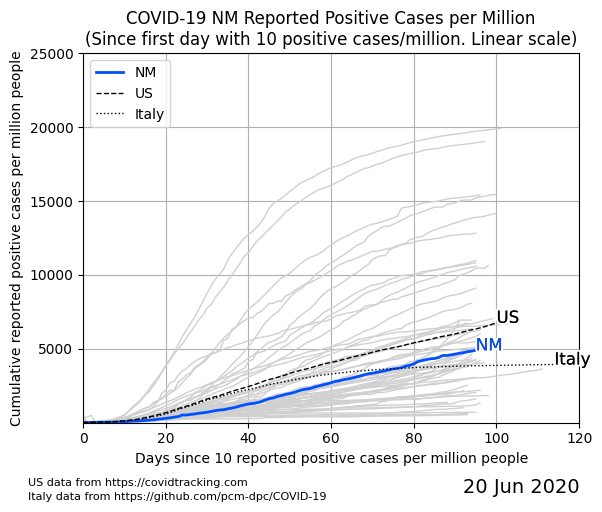 COVID-19 NM Reported Positive Cases per Million
(Since first day with 10 positive cases/million. Linear scale)
Cumulative reported positive cases per million people
25000
20000
15000
10000
5000
NM
US
Italy
US
NM
Italy
0
20
40
60
80
100
120
Days since 10 reported positive cases per million people
US data from https://covidtracking.com
Italy data from https://github.com/pcm-dpc/COVID-19
20 Jun 2020